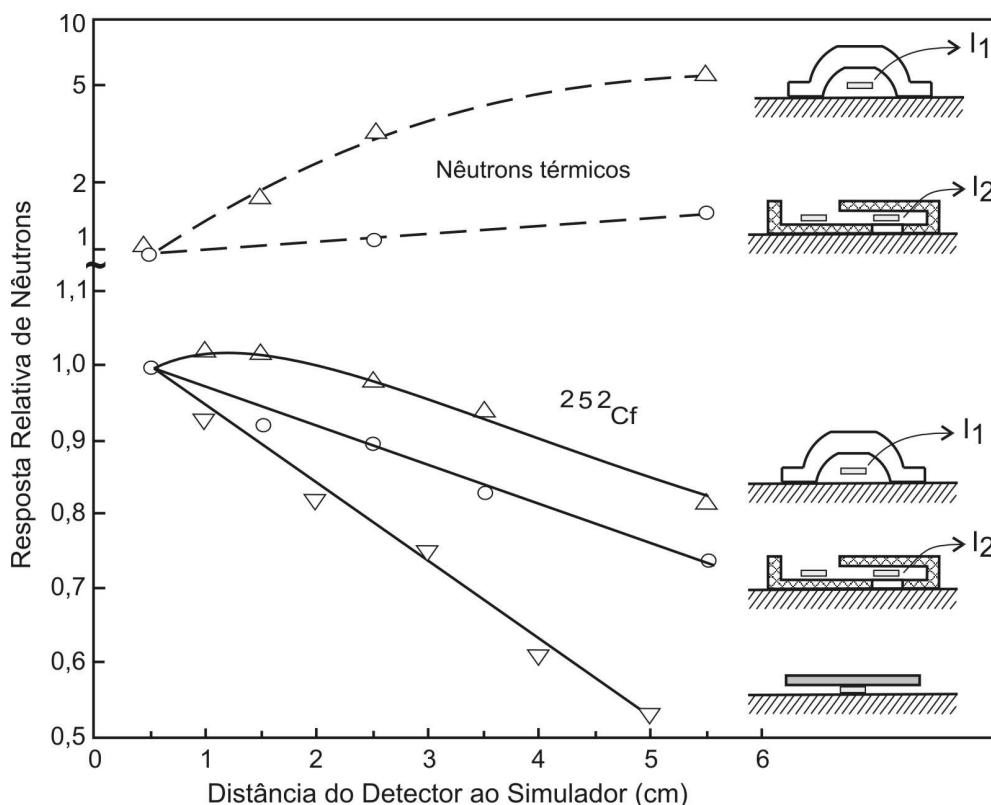 Resposta Relativa de Nêutrons
10
5
2
1
1,1
1,0
0,9
0,8
0,7
0,6
0,5
Nêutrons térmicos
252Cf
I1
I2
I1
I2
0 1 2 3 4 5 6
Distância do Detector ao Simulador (cm)